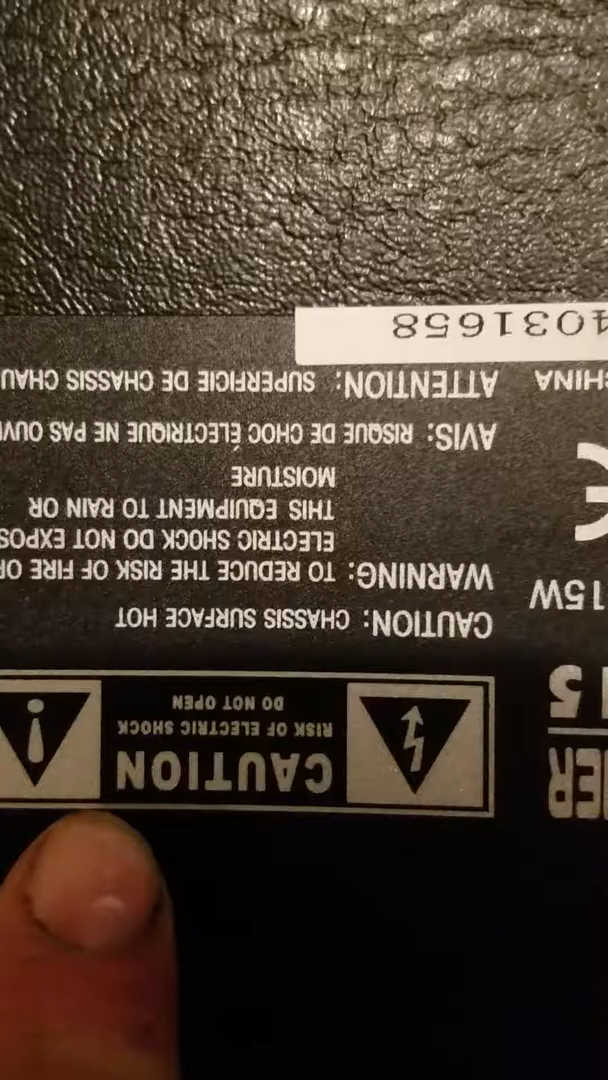 IER
15
15W
CHINA
4031658
CAUTION
RISK OF ELECTRIC SHOCK
DO NOT OPEN
CAUTION: CHASSIS SURFACE HOT
WARNING: TO REDUCE THE RISK OF FIRE OR
ELECTRIC SHOCK DO NOT EXPOS
THIS EQUIPMENT TO RAIN OR
MOISTURE
AVIS: RISQUE DE CHOC ÉLECTRIQUE NE PAS OUV
ATTENTION: SUPERFICIE DE CHASSIS CHAU